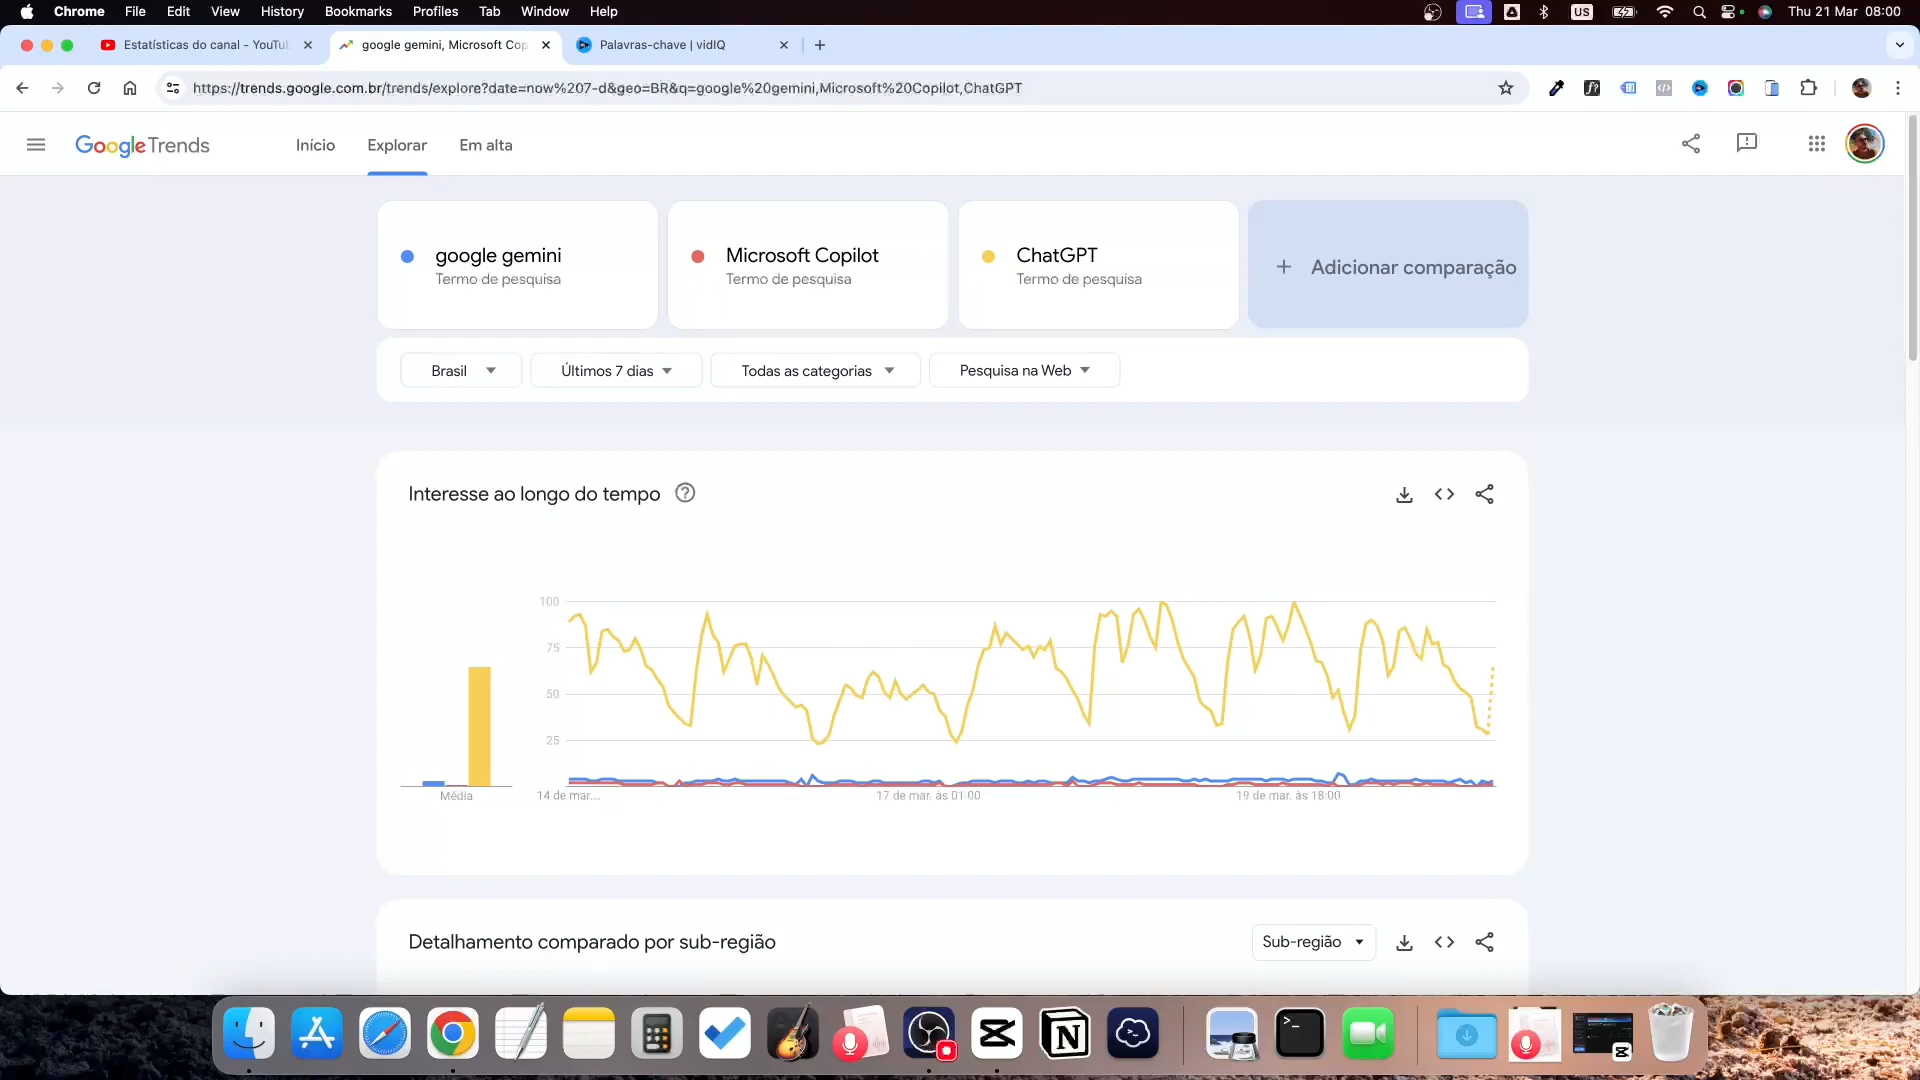 Chrome File Edit View History Bookmarks Profiles Tab Window Help
US
Thu 21 Mar 08:00
Estatísticas do canal - YouTu
google gemini, Microsoft Cop
Palavras-chave | vidIQ
https://trends.google.com.br/trends/explore?date=now%207-d&geo=BR&q=google%20gemini,Microsoft%20Copilot,ChatGPT
Google Trends
Início
Explorar
Em alta
google gemini
Termo de pesquisa
Microsoft Copilot
Termo de pesquisa
ChatGPT
Termo de pesquisa
+ Adicionar comparação
Brasil
Últimos 7 dias
Todas as categorias
Pesquisa na Web
Interesse ao longo do tempo
100
75
50
25
Média
14 de mar....
17 de mar. às 01:00
19 de mar. às 18:00
Detalhamento comparado por sub-região
Sub-região